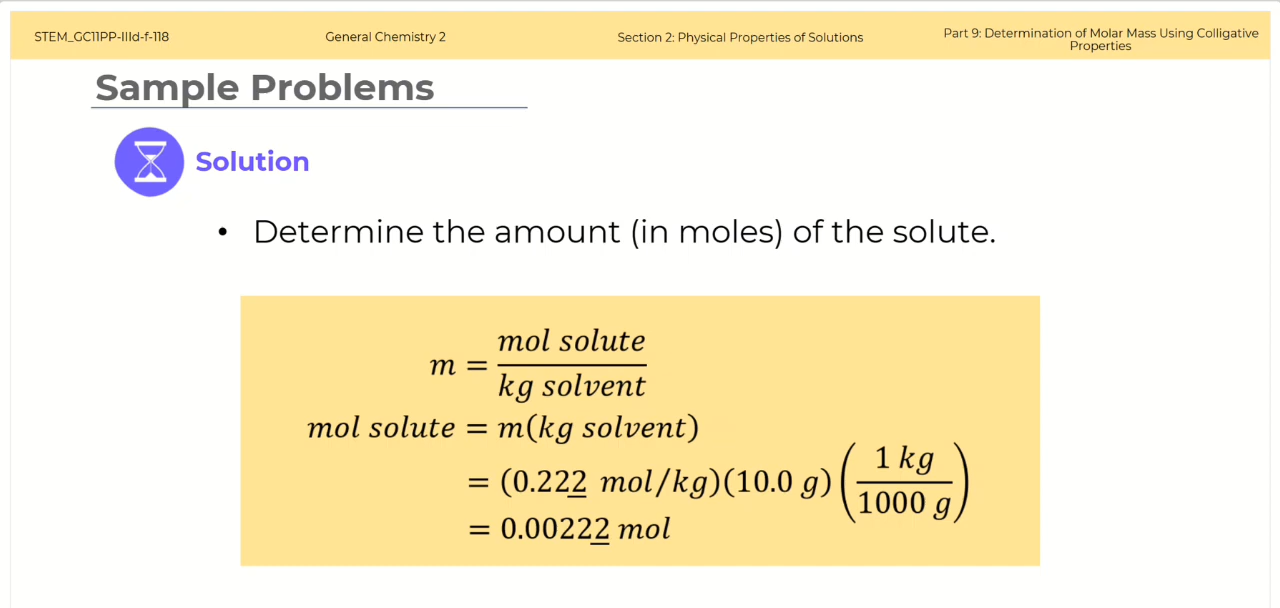 STEM_GC11PP-IIId-f-118
General Chemistry 2
Section 2: Physical Properties of Solutions
Part 9: Determination of Molar Mass Using Colligative
Properties
Sample Problems
Solution
• Determine the amount (in moles) of the solute.
m = mol solute / kg solvent
mol solute = m(kg solvent)
= (0.222 mol/kg)(10.0 g)(1 kg / 1000 g)
= 0.00222 mol